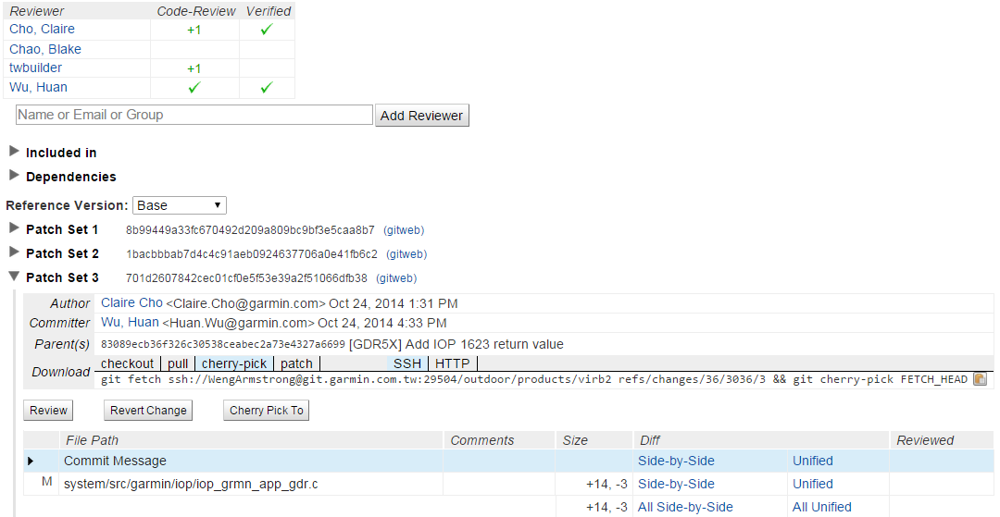 Reviewer Code-Review Verified
Cho, Claire +1 ✓
Chao, Blake
twbuilder +1
Wu, Huan ✓ ✓
Name or Email or Group Add Reviewer
Included in
Dependencies
Reference Version: Base
Patch Set 1 8b99449a33fc670492d209a809bc9bf3e5caa8b7 (gitweb)
Patch Set 2 1bacbbbab7d4c4c91aeb0924637706a0e41fb6c2 (gitweb)
Patch Set 3 701d2607842cec01cf0e5f53e39a2f51066dfb38 (gitweb)
Author Claire Cho <Claire.Cho@garmin.com> Oct 24, 2014 1:31 PM
Committer Wu, Huan <Huan.Wu@garmin.com> Oct 24, 2014 4:33 PM
Parent(s) 83089ecb36f326c30538ceabec2a73e4327a6699 [GDR5X] Add IOP 1623 return value
Download checkout pull cherry-pick patch SSH HTTP
git fetch ssh://WengArmstrong@git.garmin.com.tw:29504/outdoor/products/virb2 refs/changes/36/3036/3 && git cherry-pick FETCH_HEAD
Review Revert Change Cherry Pick To
File Path Comments Size Diff Reviewed
Commit Message Side-by-Side Unified
M system/src/garmin/iop/iop_grmn_app_gdr.c +14, -3 Side-by-Side Unified
+14, -3 All Side-by-Side All Unified